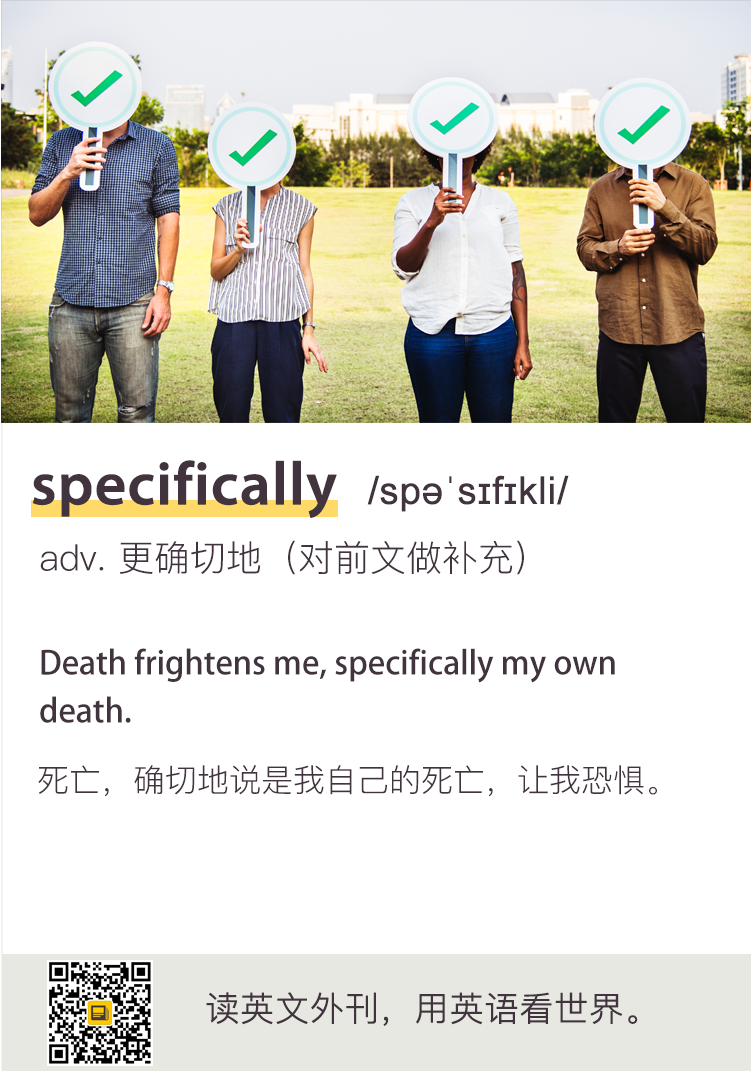 specifically /spəˈsɪfɪkli/
adv. 更确切地（对前文做补充）
Death frightens me, specifically my own
death.
死亡，确切地说是我自己的死亡，让我恐惧。
读英文外刊，用英语看世界。